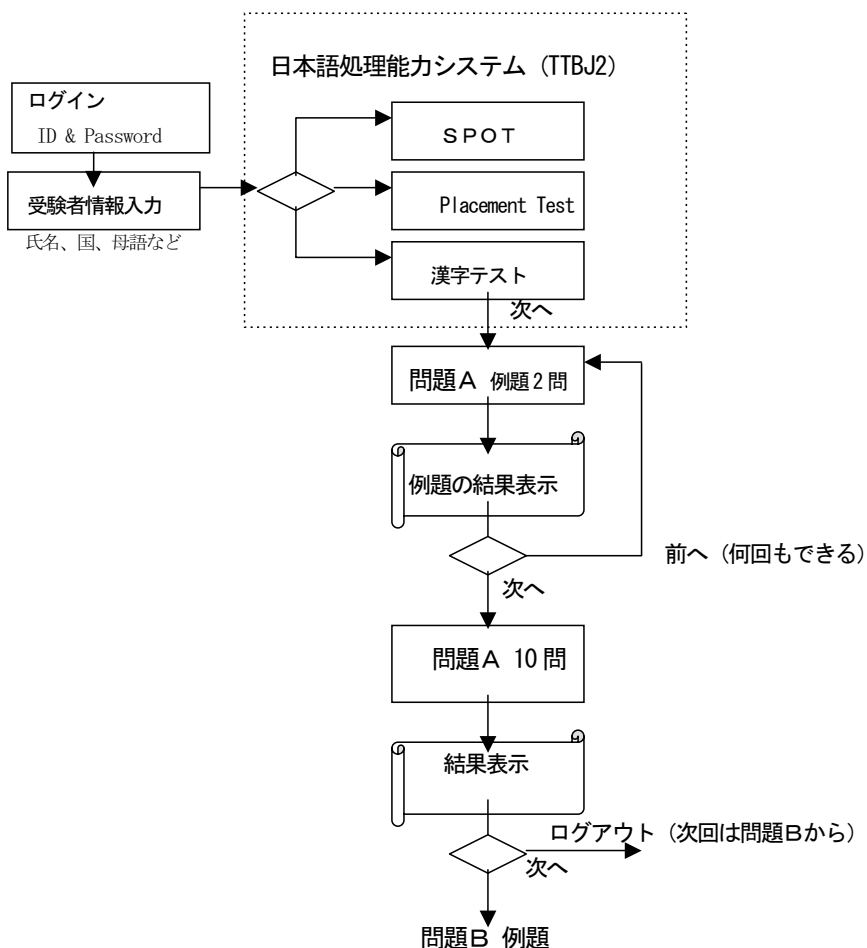 日本語処理能力システム（TTBJ2）
ログイン
ID & Password
受験者情報入力
氏名、国、母語など
ＳＰＯＴ
Placement Test
漢字テスト
次へ
問題Ａ 例題２問
例題の結果表示
前へ（何回もできる）
次へ
問題Ａ 10問
結果表示
ログアウト（次回は問題Ｂから）
次へ
問題Ｂ 例題